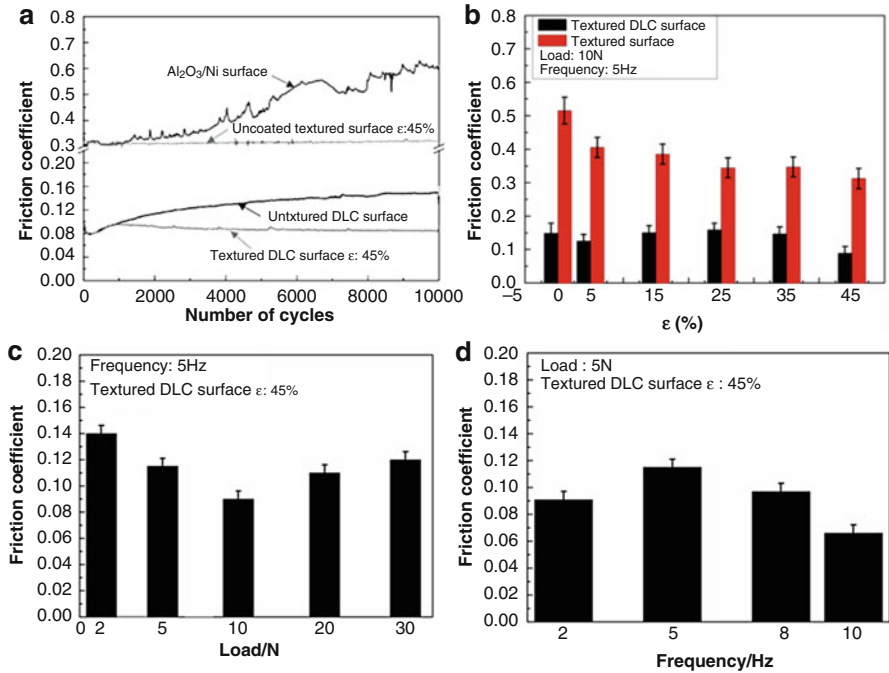 a
Friction coefficient
0.8
0.7
0.6
0.5
0.4
0.3
0.20
0.16
0.12
0.08
0.04
0.00
Al₂O₃/Ni surface
Uncoated textured surface ε:45%
Untxtured DLC surface
Textured DLC surface ε: 45%
0 2000 4000 6000 8000 10000
Number of cycles
b
Friction coefficient
0.8
0.7
0.6
0.5
0.4
0.3
0.2
0.1
0.0
Textured DLC surface
Textured surface
Load: 10N
Frequency: 5Hz
−5 0 5 15 25 35 45
ε (%)
c
Friction coefficient
0.20
0.18
0.16
0.14
0.12
0.10
0.08
0.06
0.04
0.02
0.00
Frequency: 5Hz
Textured DLC surface ε: 45%
0 2 5 10 20 30
Load/N
d
Friction coefficient
0.20
0.18
0.16
0.14
0.12
0.10
0.08
0.06
0.04
0.02
0.00
Load : 5N
Textured DLC surface ε : 45%
2 5 8 10
Frequency/Hz